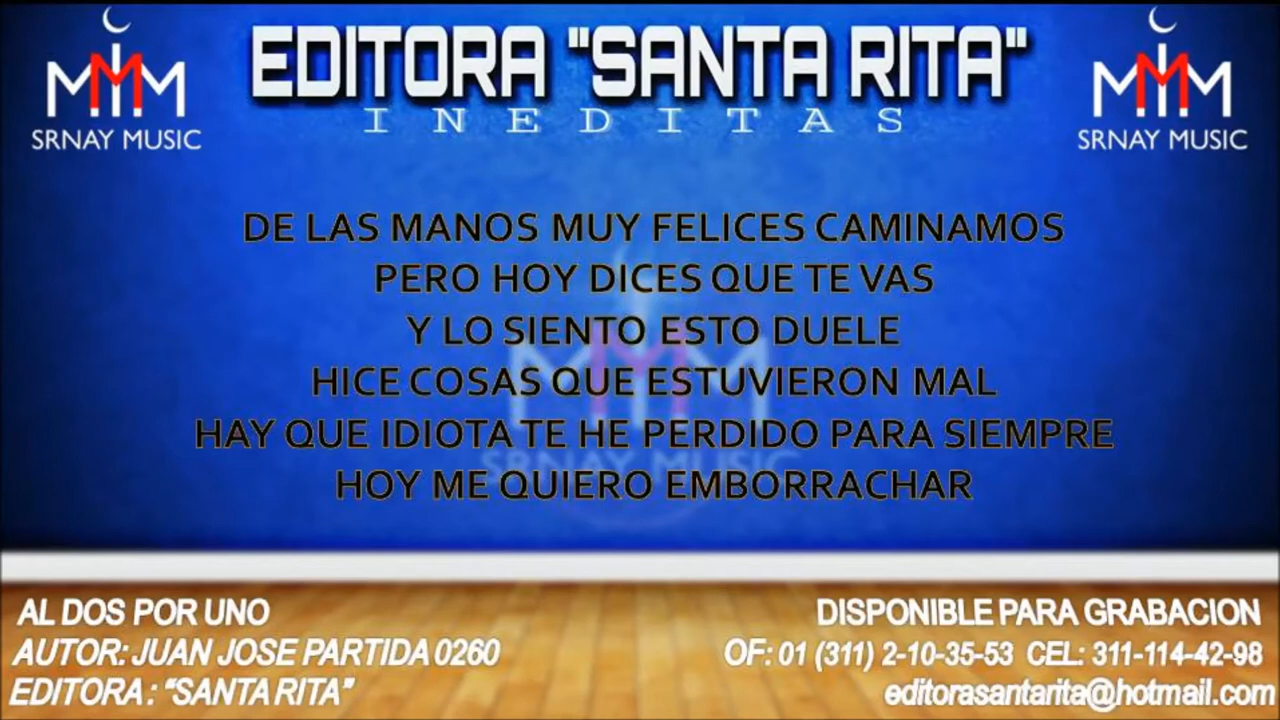 EDITORA "SANTA RITA"
INEDITAS
SRNAY MUSIC
SRNAY MUSIC
DE LAS MANOS MUY FELICES CAMINAMOS
PERO HOY DICES QUE TE VAS
Y LO SIENTO ESTO DUELE
HICE COSAS QUE ESTUVIERON MAL
HAY QUE IDIOTA TE HE PERDIDO PARA SIEMPRE
HOY ME QUIERO EMBORRACHAR
SRNAY MUSIC
AL DOS POR UNO
AUTOR: JUAN JOSE PARTIDA 0260
EDITORA : "SANTA RITA"
DISPONIBLE PARA GRABACION
OF: 01 (311) 2-10-35-53 CEL: 311-114-42-98
editorasantarita@hotmail.com